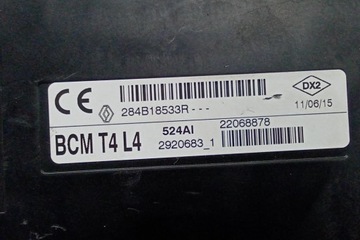 CE
284B18533R - - -
DX2
11/06/15
BCM T4 L4
524AI
22068878
2920683_1